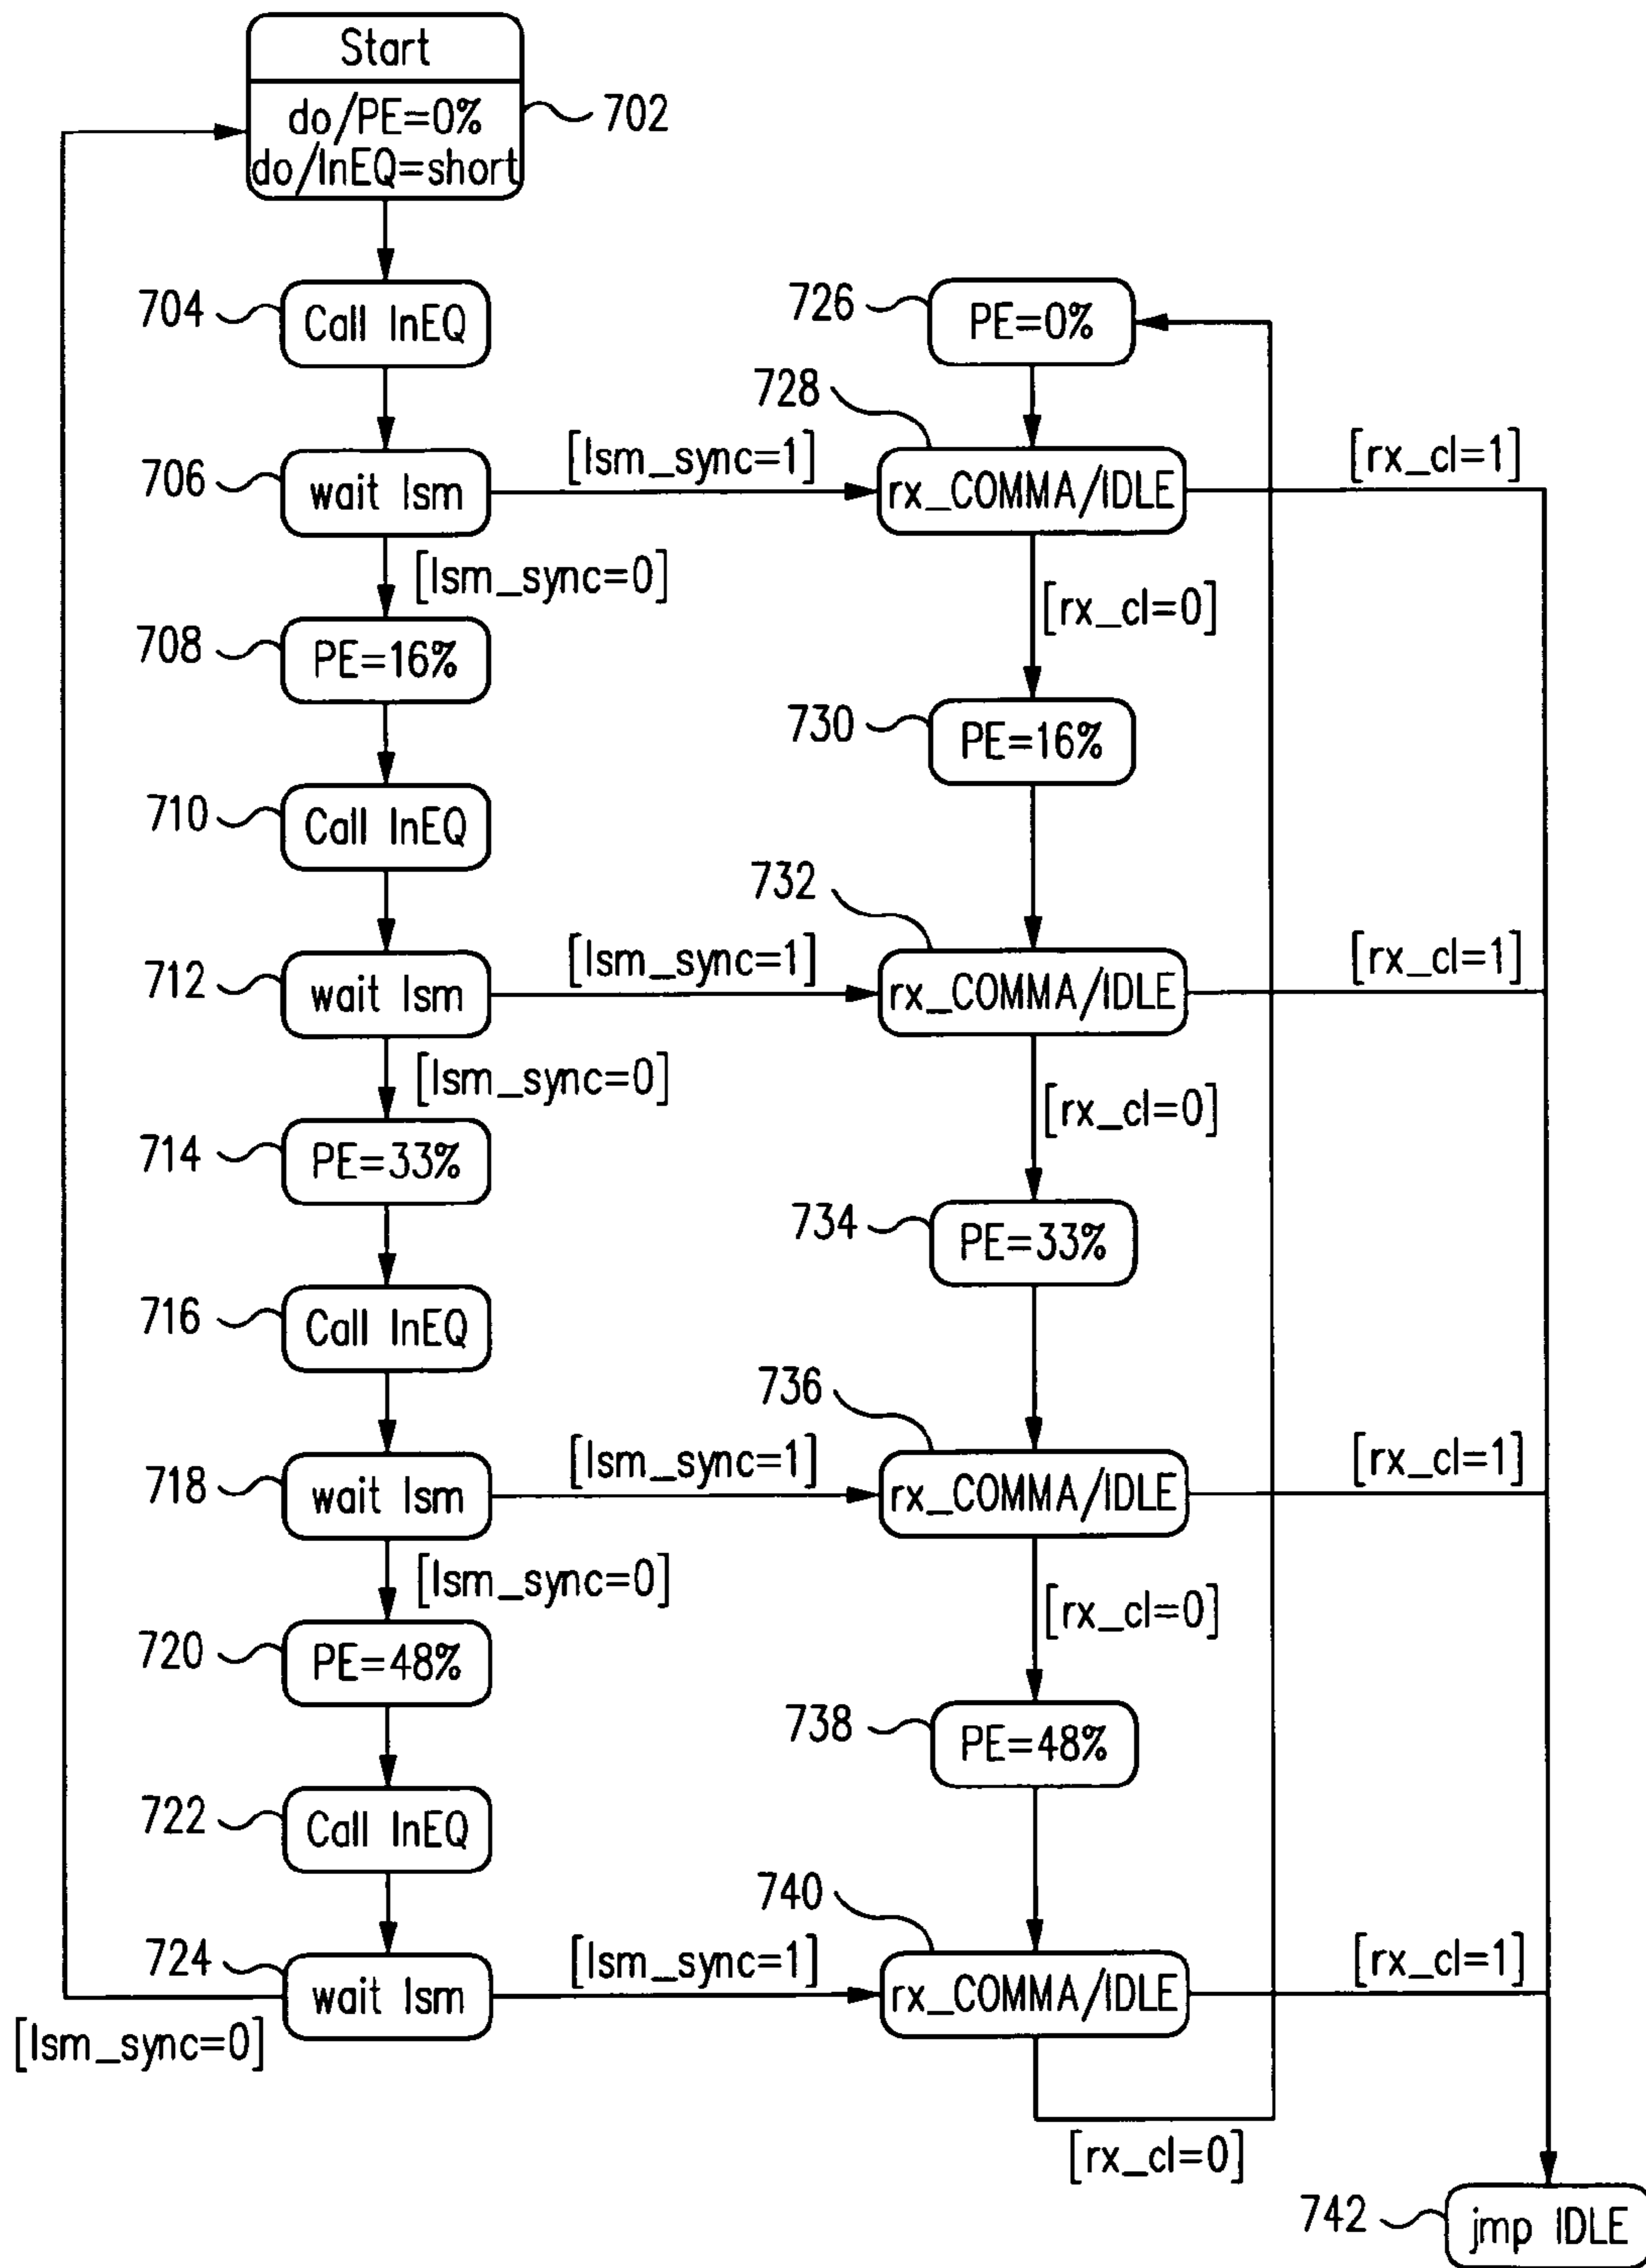 Start
do/PE=0%
do/InEQ=short
702
704
Call InEQ
726
PE=0%
728
706
wait lsm
[lsm_sync=1]
rx_COMMA/IDLE
[rx_cl=1]
[lsm_sync=0]
[rx_cl=0]
708
PE=16%
730
PE=16%
710
Call InEQ
732
712
wait lsm
[lsm_sync=1]
rx_COMMA/IDLE
[rx_cl=1]
[lsm_sync=0]
[rx_cl=0]
714
PE=33%
734
PE=33%
716
Call InEQ
736
718
wait lsm
[lsm_sync=1]
rx_COMMA/IDLE
[rx_cl=1]
[lsm_sync=0]
[rx_cl=0]
720
PE=48%
738
PE=48%
722
Call InEQ
740
724
wait lsm
[lsm_sync=1]
rx_COMMA/IDLE
[rx_cl=1]
[lsm_sync=0]
[rx_cl=0]
742
jmp IDLE